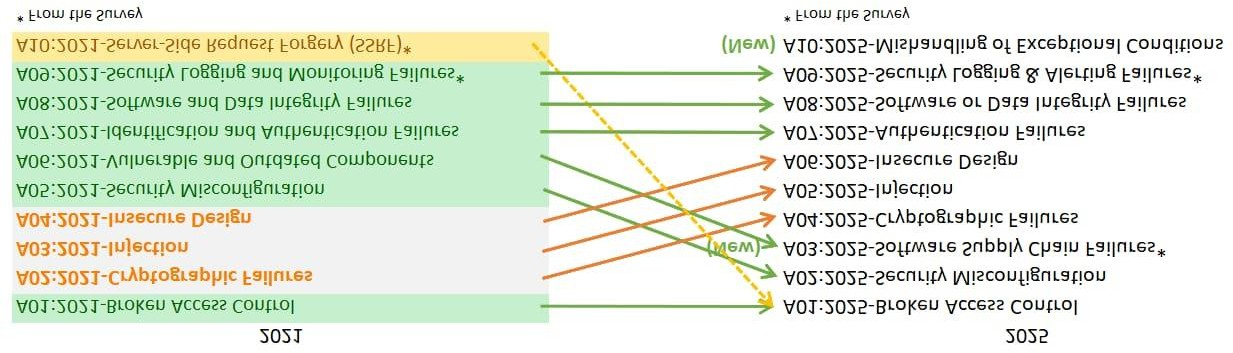 2021
A01:2021-Broken Access Control
A02:2021-Cryptographic Failures
A03:2021-Injection
A04:2021-Insecure Design
A05:2021-Security Misconfiguration
A06:2021-Vulnerable and Outdated Components
A07:2021-Identification and Authentication Failures
A08:2021-Software and Data Integrity Failures
A09:2021-Security Logging and Monitoring Failures*
A10:2021-Server-Side Request Forgery (SSRF)*
* From the Survey
2025
A01:2025-Broken Access Control
A02:2025-Security Misconfiguration
(New) A03:2025-Software Supply Chain Failures*
A04:2025-Cryptographic Failures
A05:2025-Injection
A06:2025-Insecure Design
A07:2025-Authentication Failures
A08:2025-Software or Data Integrity Failures
A09:2025-Security Logging & Alerting Failures*
(New) A10:2025-Mishandling of Exceptional Conditions
* From the Survey